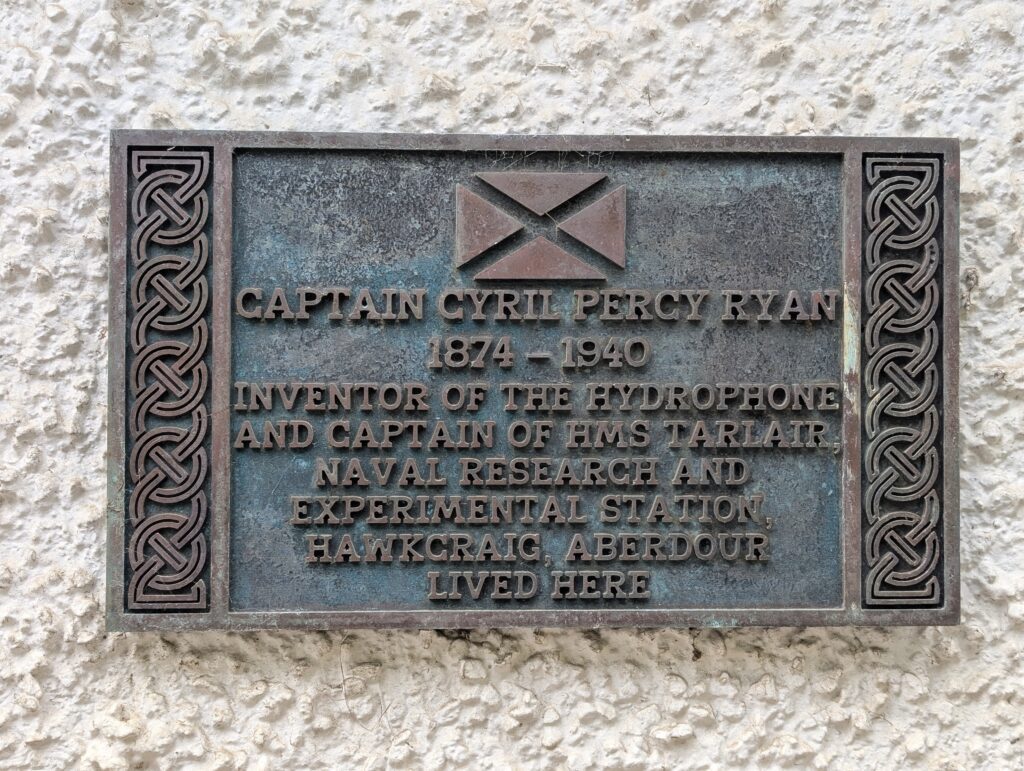 CAPTAIN CYRIL PERCY RYAN
1874 – 1940
INVENTOR OF THE HYDROPHONE
AND CAPTAIN OF HMS TARLAIR,
NAVAL RESEARCH AND
EXPERIMENTAL STATION,
HAWKCRAIG, ABERDOUR
LIVED HERE